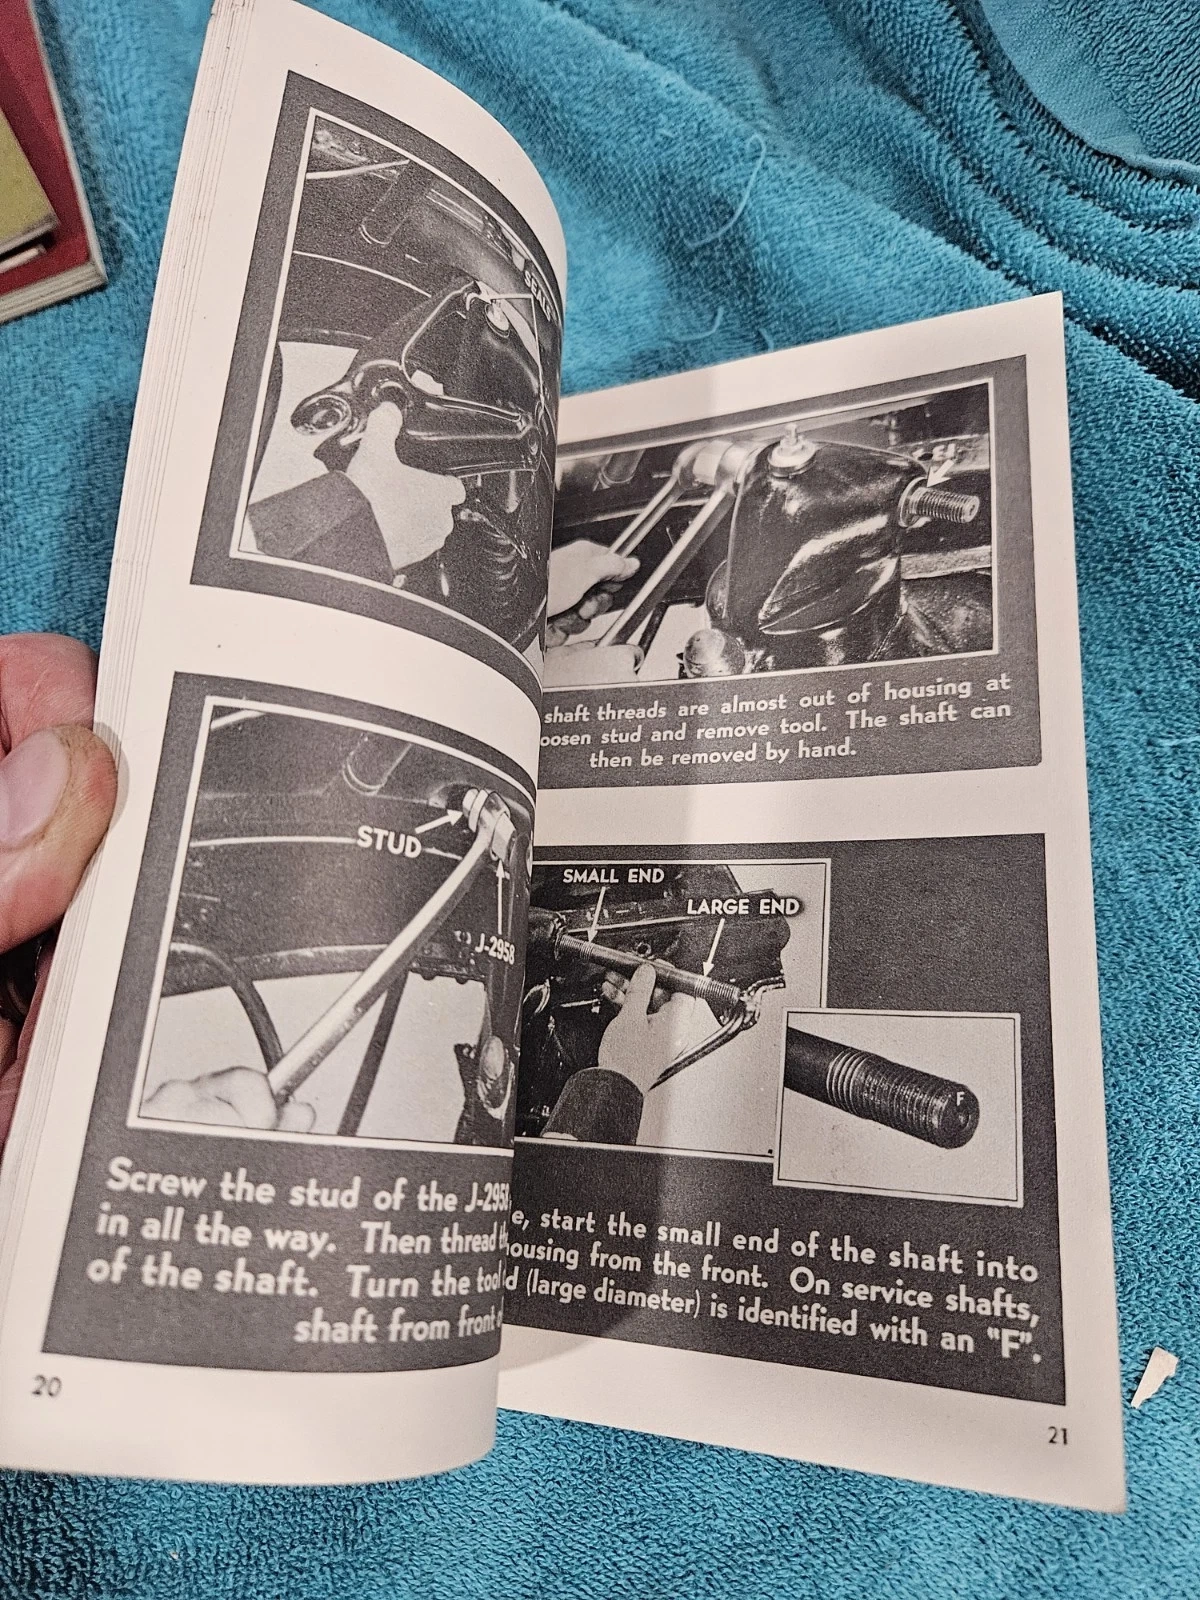 STUD
J-2958
Screw the stud of the J-2958
in all the way. Then thread
of the shaft. Turn the tool
shaft from front
20
shaft threads are almost out of housing at
oosen stud and remove tool. The shaft can
then be removed by hand.
SMALL END
LARGE END
F
e, start the small end of the shaft into
housing from the front. On service shafts,
d (large diameter) is identified with an "F".
21